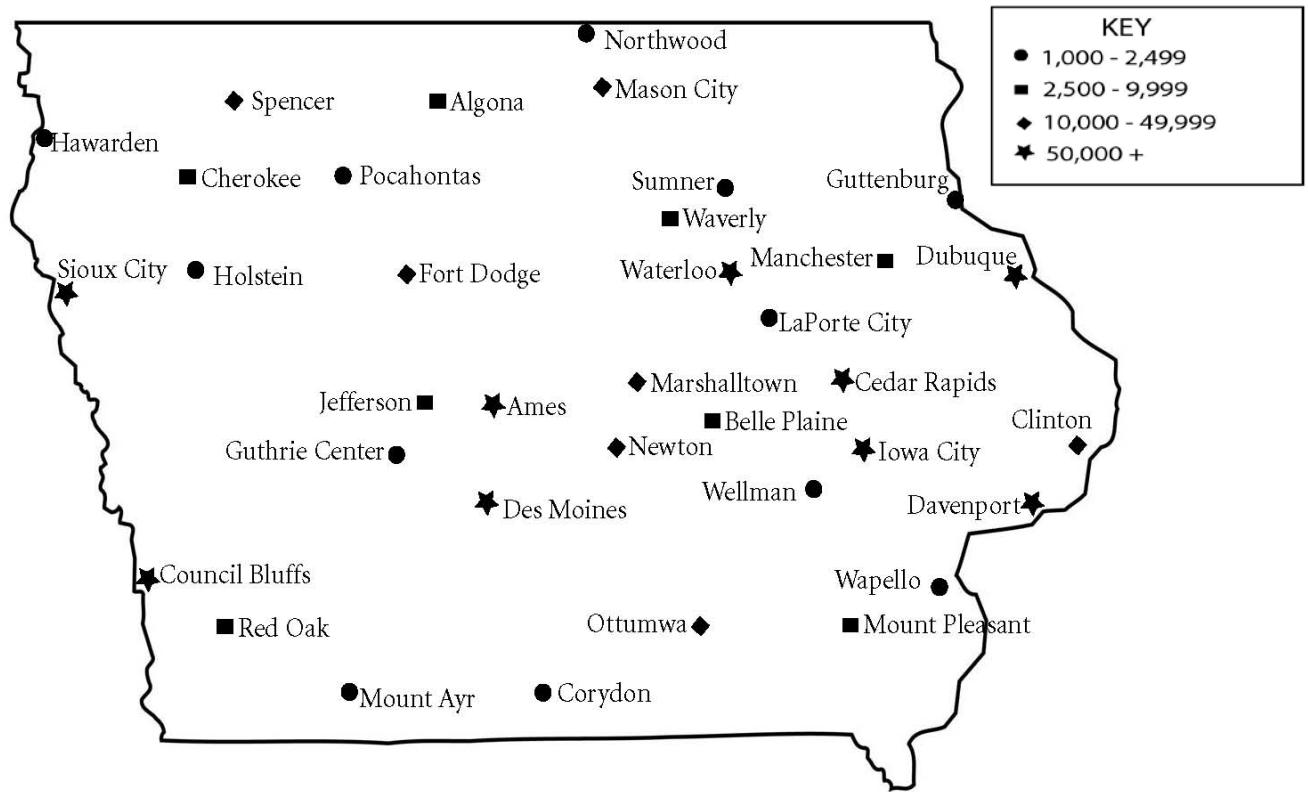 KEY
1,000 - 2,499
2,500 - 9,999
10,000 - 49,999
50,000 +
Northwood
Mason City
Spencer
Algona
Hawarden
Cherokee
Pocahontas
Sumner
Guttenburg
Waverly
Sioux City
Holstein
Fort Dodge
Waterloo
Manchester
Dubuque
LaPorte City
Marshalltown
Cedar Rapids
Jefferson
Ames
Belle Plaine
Clinton
Guthrie Center
Newton
Iowa City
Wellman
Des Moines
Davenport
Council Bluffs
Wapello
Red Oak
Ottumwa
Mount Pleasant
Mount Ayr
Corydon